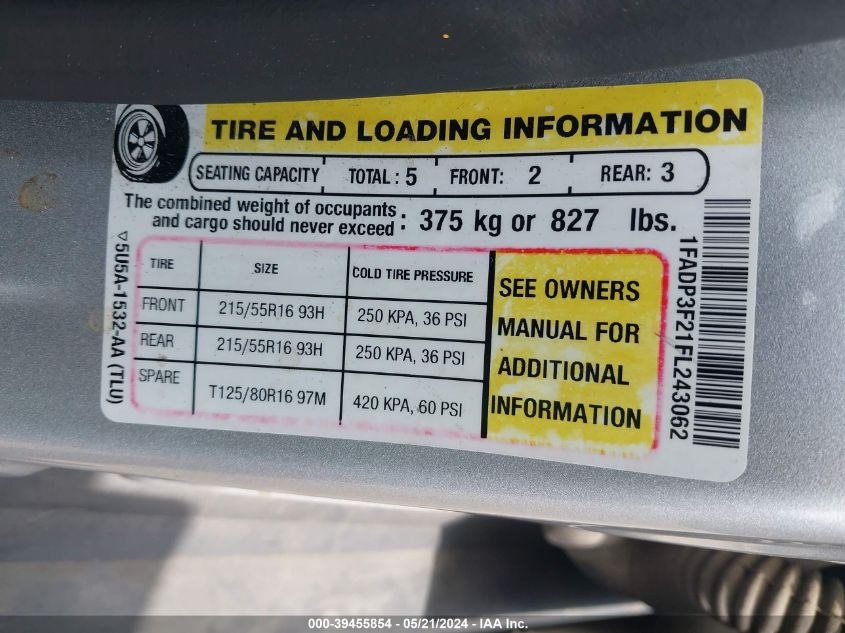 TIRE AND LOADING INFORMATION
SEATING CAPACITY TOTAL : 5 FRONT: 2 REAR: 3
The combined weight of occupants
and cargo should never exceed : 375 kg or 827 lbs.
TIRE SIZE COLD TIRE PRESSURE
FRONT 215/55R16 93H 250 KPA, 36 PSI
REAR 215/55R16 93H 250 KPA, 36 PSI
SPARE T125/80R16 97M 420 KPA, 60 PSI
SEE OWNERS
MANUAL FOR
ADDITIONAL
INFORMATION
▽5U5A-1532-AA (TLU)
1FADP3F21FL243062
000-39455854 - 05/21/2024 - IAA Inc.